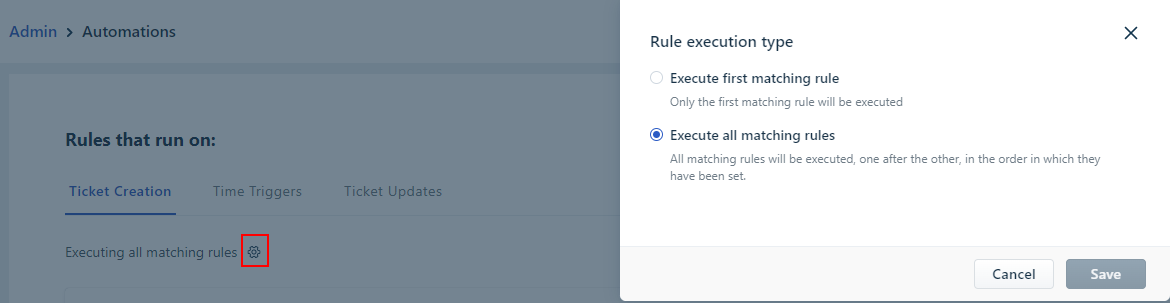 Admin > Automations
Rules that run on:
Ticket Creation Time Triggers Ticket Updates
Executing all matching rules
Rule execution type
Execute first matching rule
Only the first matching rule will be executed
Execute all matching rules
All matching rules will be executed, one after the other, in the order in which they
have been set.
Cancel Save